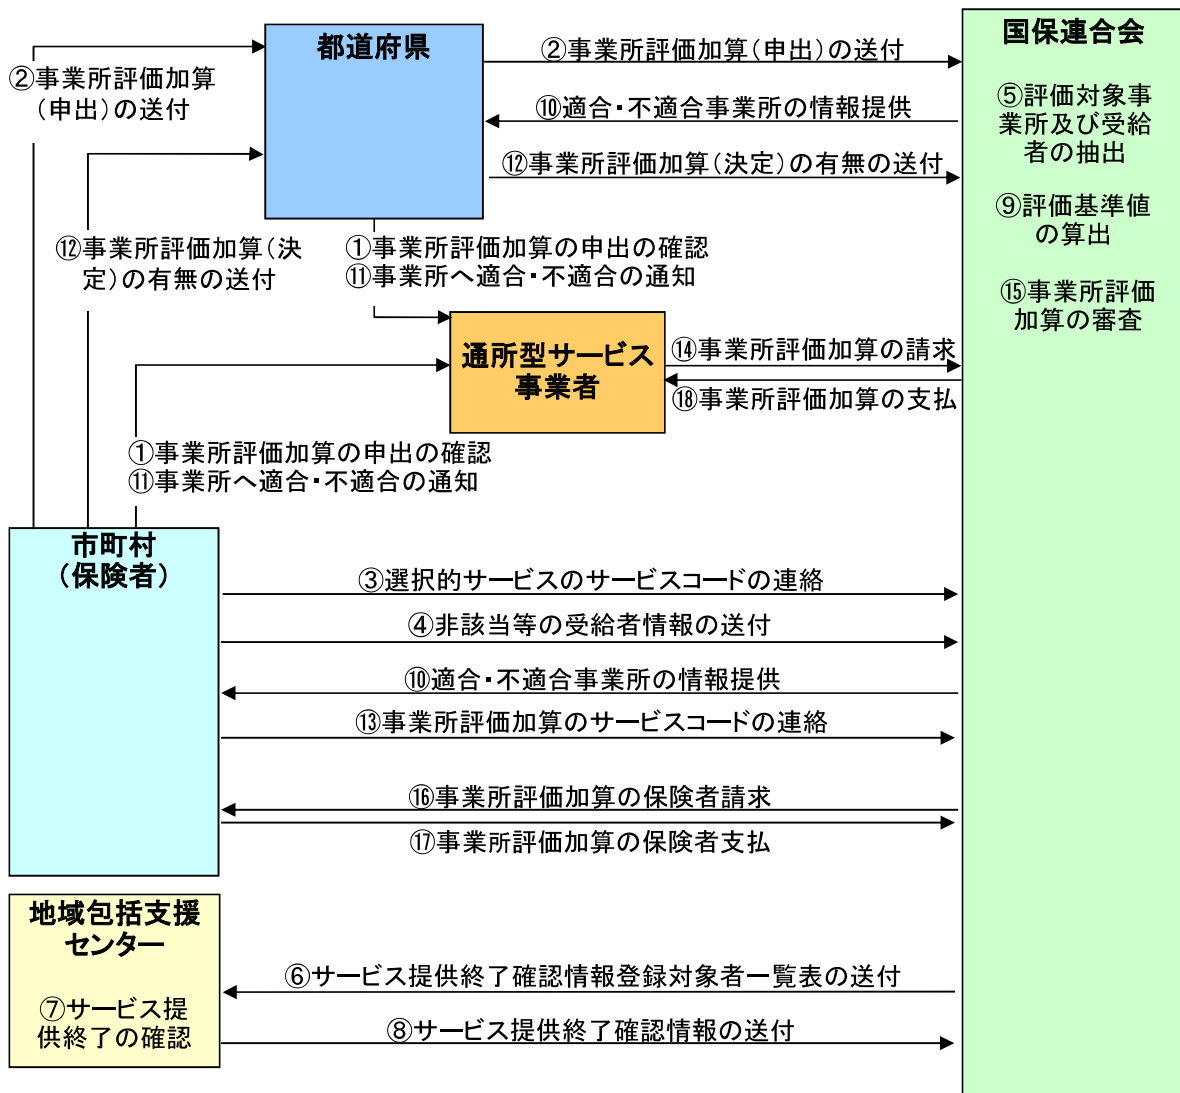 都道府県
国保連合会
②事業所評価加算
（申出）の送付
②事業所評価加算（申出）の送付
⑩適合・不適合事業所の情報提供
⑫事業所評価加算（決定）の有無の送付
⑤評価対象事
業所及び受給
者の抽出
⑨評価基準値
の算出
⑮事業所評価
加算の審査
⑫事業所評価加算（決
定）の有無の送付
①事業所評価加算の申出の確認
⑪事業所へ適合・不適合の通知
通所型サービス
事業者
⑭事業所評価加算の請求
⑱事業所評価加算の支払
①事業所評価加算の申出の確認
⑪事業所へ適合・不適合の通知
市町村
（保険者）
③選択的サービスのサービスコードの連絡
④非該当等の受給者情報の送付
⑩適合・不適合事業所の情報提供
⑬事業所評価加算のサービスコードの連絡
⑯事業所評価加算の保険者請求
⑰事業所評価加算の保険者支払
地域包括支援
センター
⑦サービス提
供終了の確認
⑥サービス提供終了確認情報登録対象者一覧表の送付
⑧サービス提供終了確認情報の送付